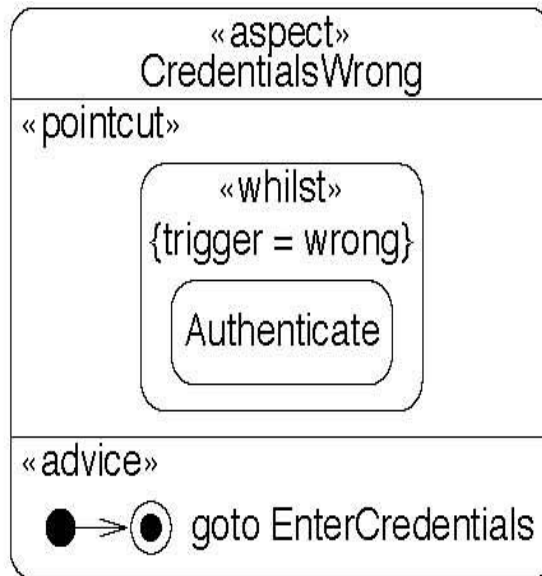 «aspect»
CredentialsWrong
«pointcut»
«whilst»
{trigger = wrong}
Authenticate
«advice»
goto EnterCredentials